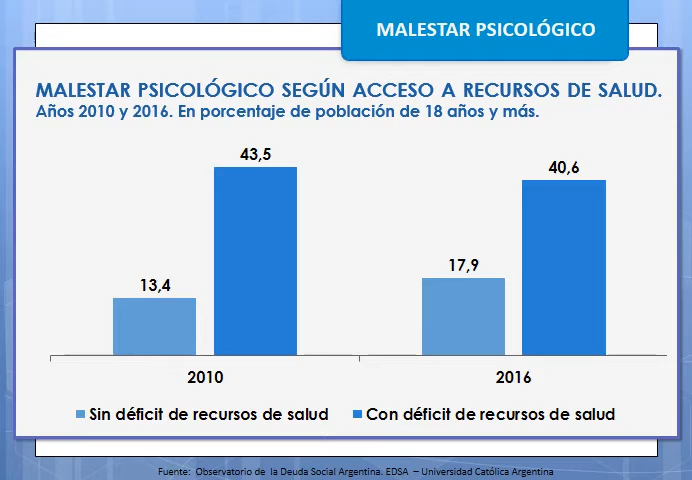 MALESTAR PSICOLÓGICO
MALESTAR PSICOLÓGICO SEGÚN ACCESO A RECURSOS DE SALUD.
Años 2010 y 2016. En porcentaje de población de 18 años y más.
43,5
40,6
13,4
17,9
2010
2016
Sin déficit de recursos de salud
Con déficit de recursos de salud
Fuente: Observatorio de la Deuda Social Argentina. EDSA – Universidad Católica Argentina